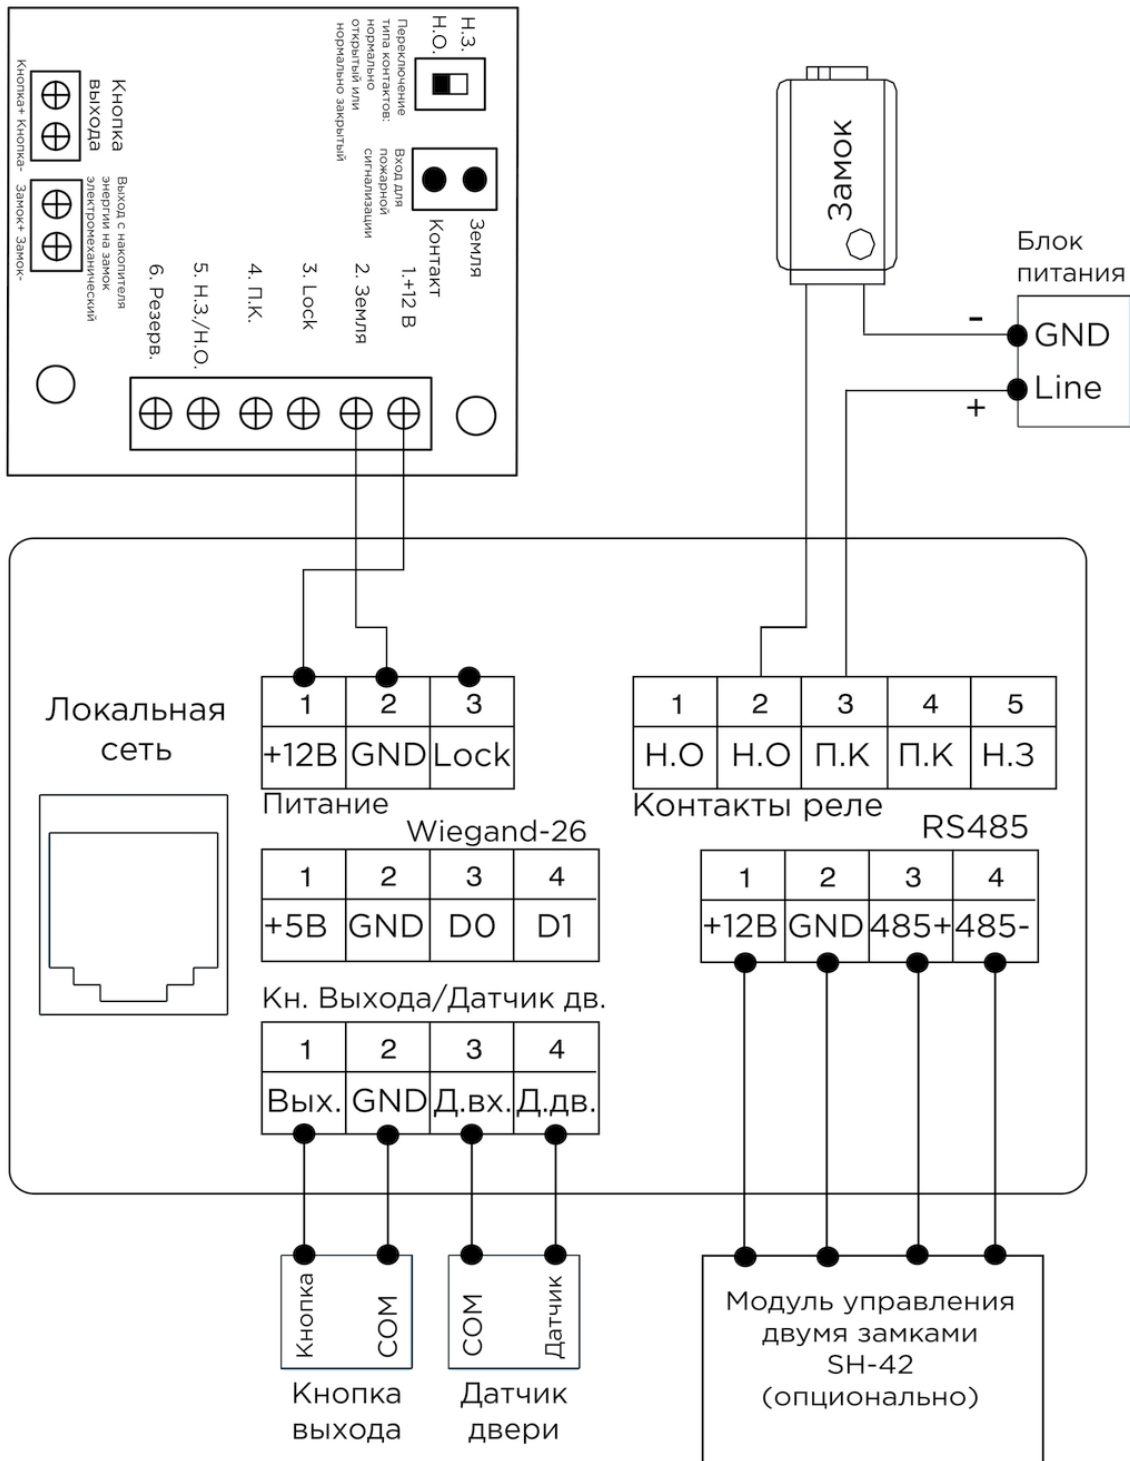 Н.З.
Н.О.
Переключение
типа контактов:
нормально
открытый или
нормально закрытый
Кнопка
выхода
Кнопка+ Кнопка-
Вход для
пожарной
сигнализации
Земля
Контакт
Выход с накопителя
энергии на замок
электромеханический
Замок+ Замок-
1.+12 В
2. Земля
3. Lock
4. П.К.
5. Н.З./Н.О.
6. Резерв.
Замок
Блок
питания
-
GND
Line
+
Локальная
сеть
1 2 3
+12В GND Lock
Питание
1 2 3 4 5
Н.О Н.О П.К П.К Н.З
Контакты реле
Wiegand-26
1 2 3 4
+5В GND D0 D1
RS485
1 2 3 4
+12В GND 485+ 485-
Кн. Выхода/Датчик дв.
1 2 3 4
Вых. GND Д.вх. Д.дв.
Кнопка
COM
COM
Датчик
Кнопка
выхода
Датчик
двери
Модуль управления
двумя замками
SH-42
(опционально)